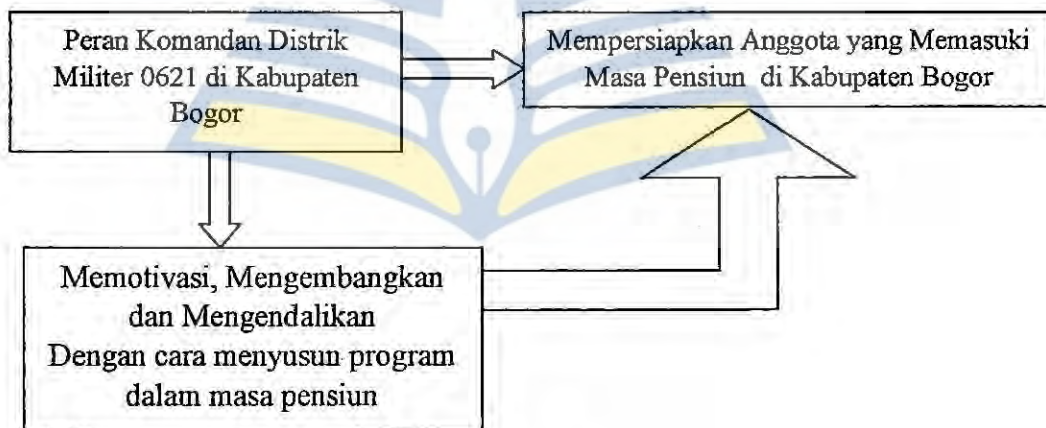 Peran Komandan Distrik
Militer 0621 di Kabupaten
Bogor
Mempersiapkan Anggota yang Memasuki
Masa Pensiun di Kabupaten Bogor
Memotivasi, Mengembangkan
dan Mengendalikan
Dengan cara menyusun program
dalam masa pensiun